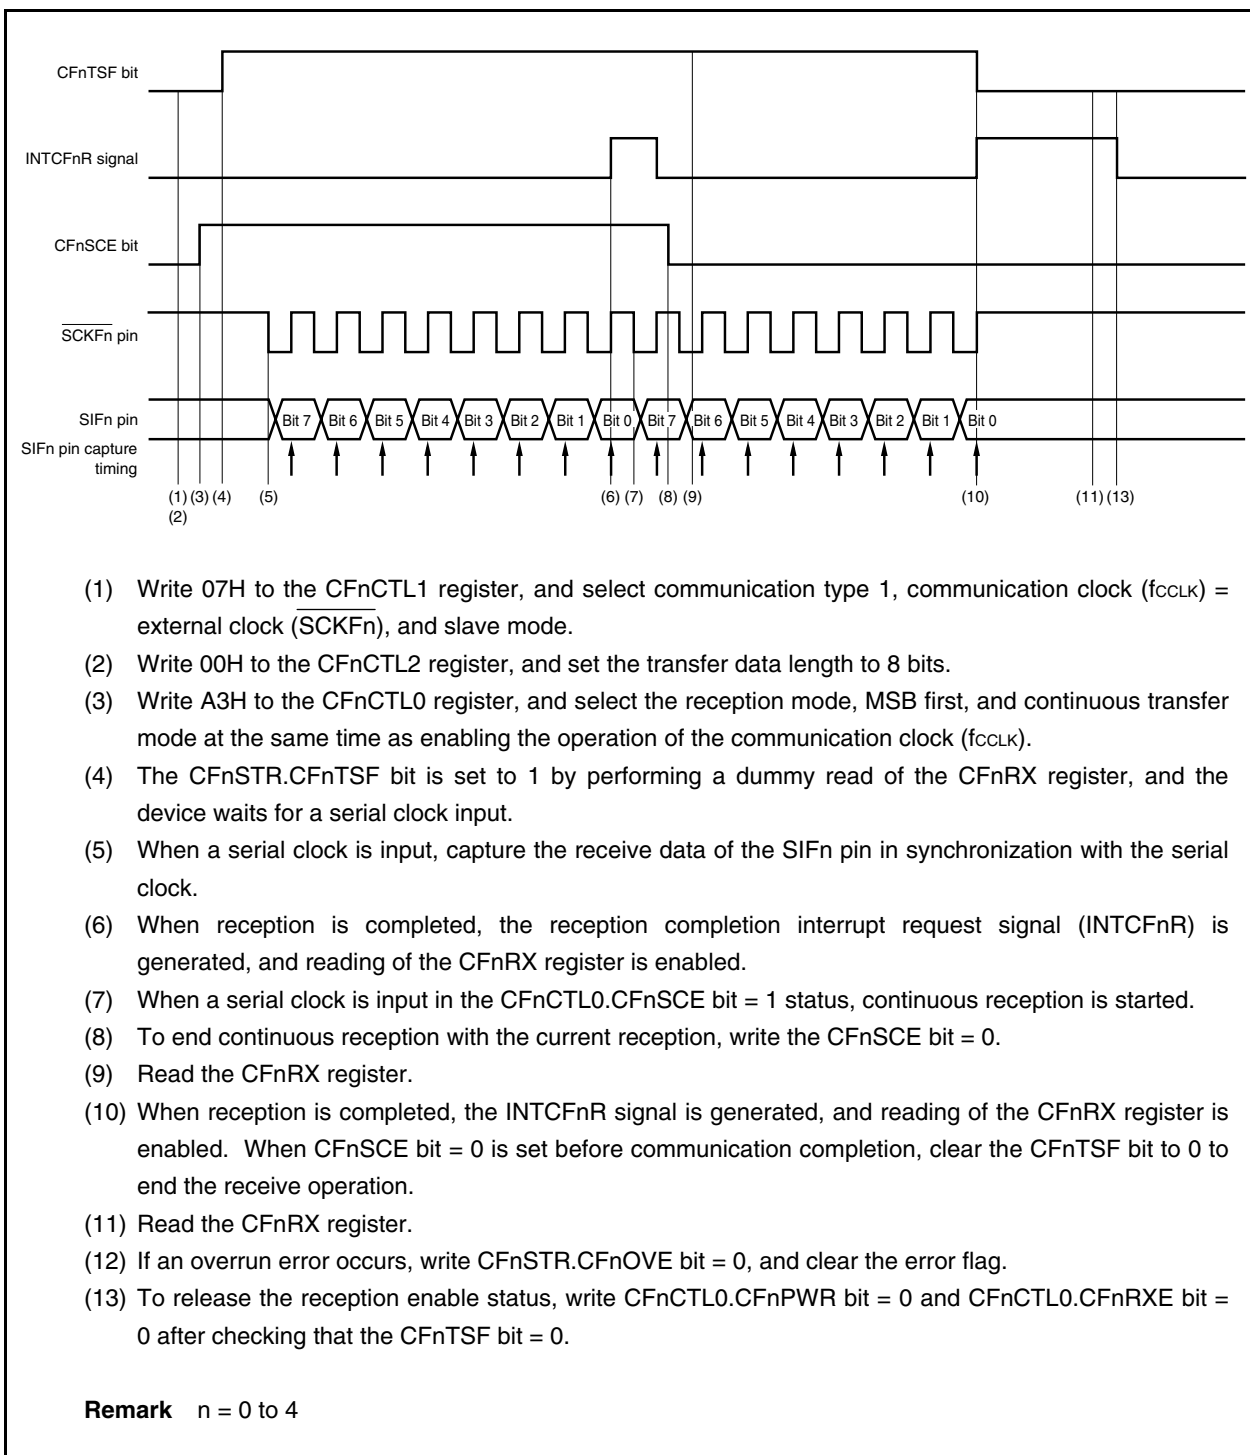 CFnTSF bit
INTCFnR signal
CFnSCE bit
SCKFn pin
SIFn pin
Bit 7 Bit 6 Bit 5 Bit 4 Bit 3 Bit 2 Bit 1 Bit 0 Bit 7 Bit 6 Bit 5 Bit 4 Bit 3 Bit 2 Bit 1 Bit 0
SIFn pin capture
timing
(1) (3) (4) (5) (6) (7) (8) (9) (10) (11) (13)
(2)
(1) Write 07H to the CFnCTL1 register, and select communication type 1, communication clock (fCCLK) =
external clock (SCKFn), and slave mode.
(2) Write 00H to the CFnCTL2 register, and set the transfer data length to 8 bits.
(3) Write A3H to the CFnCTL0 register, and select the reception mode, MSB first, and continuous transfer
mode at the same time as enabling the operation of the communication clock (fCCLK).
(4) The CFnSTR.CFnTSF bit is set to 1 by performing a dummy read of the CFnRX register, and the
device waits for a serial clock input.
(5) When a serial clock is input, capture the receive data of the SIFn pin in synchronization with the serial
clock.
(6) When reception is completed, the reception completion interrupt request signal (INTCFnR) is
generated, and reading of the CFnRX register is enabled.
(7) When a serial clock is input in the CFnCTL0.CFnSCE bit = 1 status, continuous reception is started.
(8) To end continuous reception with the current reception, write the CFnSCE bit = 0.
(9) Read the CFnRX register.
(10) When reception is completed, the INTCFnR signal is generated, and reading of the CFnRX register is
enabled. When CFnSCE bit = 0 is set before communication completion, clear the CFnTSF bit to 0 to
end the receive operation.
(11) Read the CFnRX register.
(12) If an overrun error occurs, write CFnSTR.CFnOVE bit = 0, and clear the error flag.
(13) To release the reception enable status, write CFnCTL0.CFnPWR bit = 0 and CFnCTL0.CFnRXE bit =
0 after checking that the CFnTSF bit = 0.
Remark n = 0 to 4